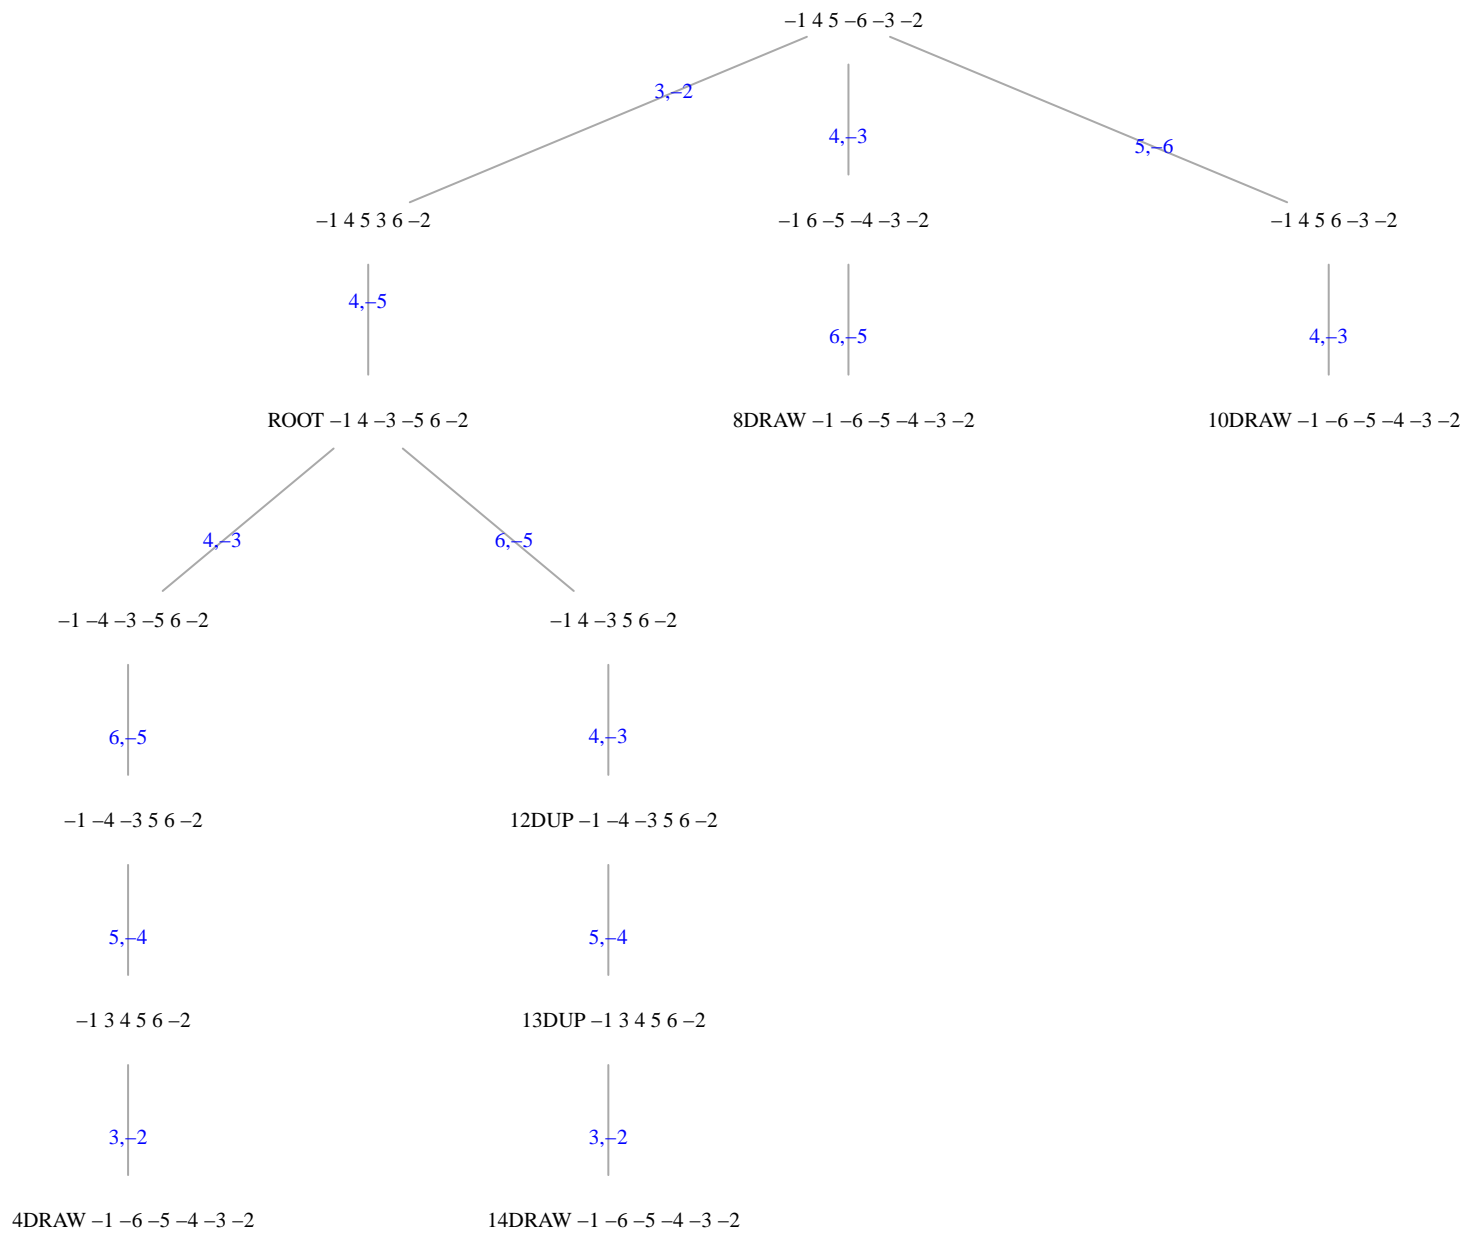 –1 4 5 –6 –3 –2
3,–2
4,–3
5,–6
–1 4 5 3 6 –2
–1 6 –5 –4 –3 –2
–1 4 5 6 –3 –2
4,–5
6,–5
4,–3
ROOT –1 4 –3 –5 6 –2
8DRAW –1 –6 –5 –4 –3 –2
10DRAW –1 –6 –5 –4 –3 –2
4,–3
6,–5
–1 –4 –3 –5 6 –2
–1 4 –3 5 6 –2
6,–5
4,–3
–1 –4 –3 5 6 –2
12DUP –1 –4 –3 5 6 –2
5,–4
5,–4
–1 3 4 5 6 –2
13DUP –1 3 4 5 6 –2
3,–2
3,–2
4DRAW –1 –6 –5 –4 –3 –2
14DRAW –1 –6 –5 –4 –3 –2